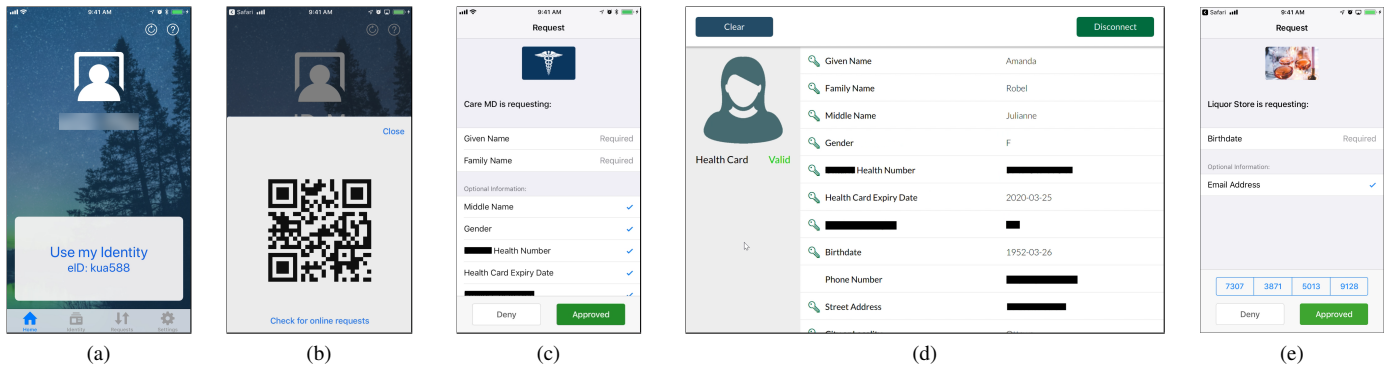 9:41 AM
Use my Identity
eID: kua588
Home
Identity
Requests
Settings
(a)
Safari
9:41 AM
Close
Check for online requests
(b)
9:41 AM
Request
Care MD is requesting:
Given Name Required
Family Name Required
Optional Information:
Middle Name
Gender
Health Number
Health Card Expiry Date
Deny Approved
(c)
Clear Disconnect
Health Card Valid
Given Name Amanda
Family Name Robel
Middle Name Julianne
Gender F
Health Number
Health Card Expiry Date 2020-03-25
Birthdate 1952-03-26
Phone Number
Street Address
(d)
Safari
9:41 AM
Request
Liquor Store is requesting:
Birthdate Required
Optional Information:
Email Address
7307 3871 5013 9128
Deny Approved
(e)